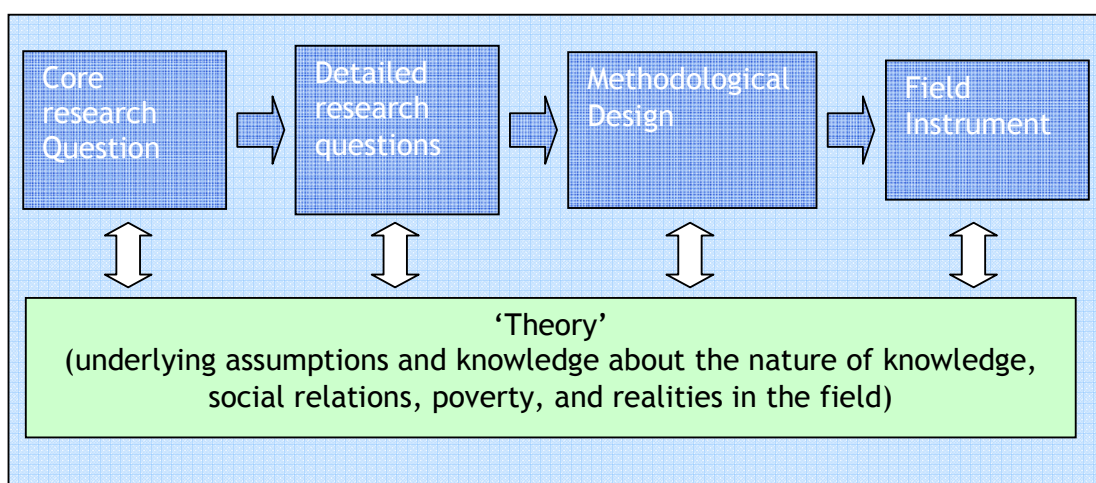 Core
research
Question
Detailed
research
questions
Methodological
Design
Field
Instrument
‘Theory’
(underlying assumptions and knowledge about the nature of knowledge,
social relations, poverty, and realities in the field)